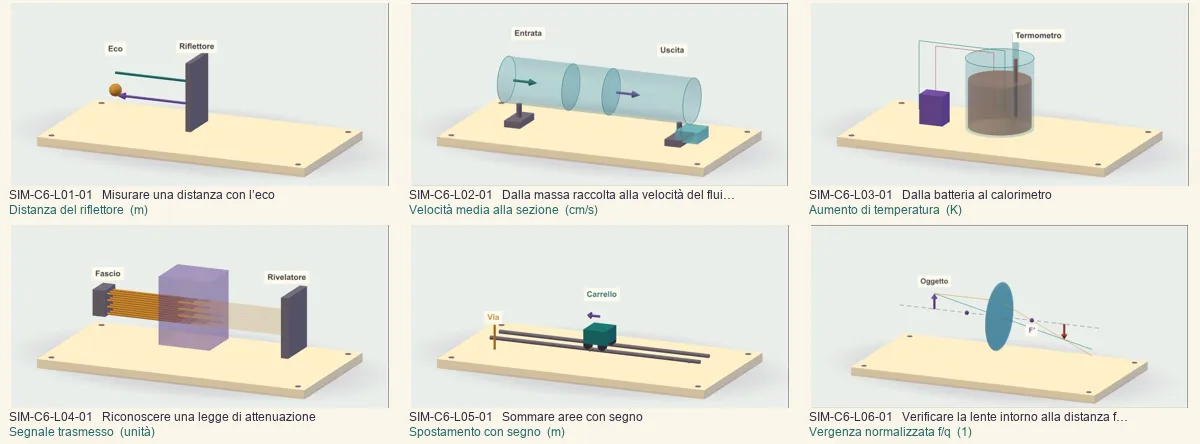 Eco
Riflettore
SIM-C6-L01-01 Misurare una distanza con l'eco
Distanza del riflettore (m)
Entrata
Uscita
SIM-C6-L02-01 Dalla massa raccolta alla velocità del flui…
Velocità media alla sezione (cm/s)
Termometro
SIM-C6-L03-01 Dalla batteria al calorimetro
Aumento di temperatura (K)
Fascio
Rivelatore
SIM-C6-L04-01 Riconoscere una legge di attenuazione
Segnale trasmesso (unità)
Via
Carrello
SIM-C6-L05-01 Sommare aree con segno
Spostamento con segno (m)
Oggetto
F'
SIM-C6-L06-01 Verificare la lente intorno alla distanza f…
Vergenza normalizzata f/q (1)